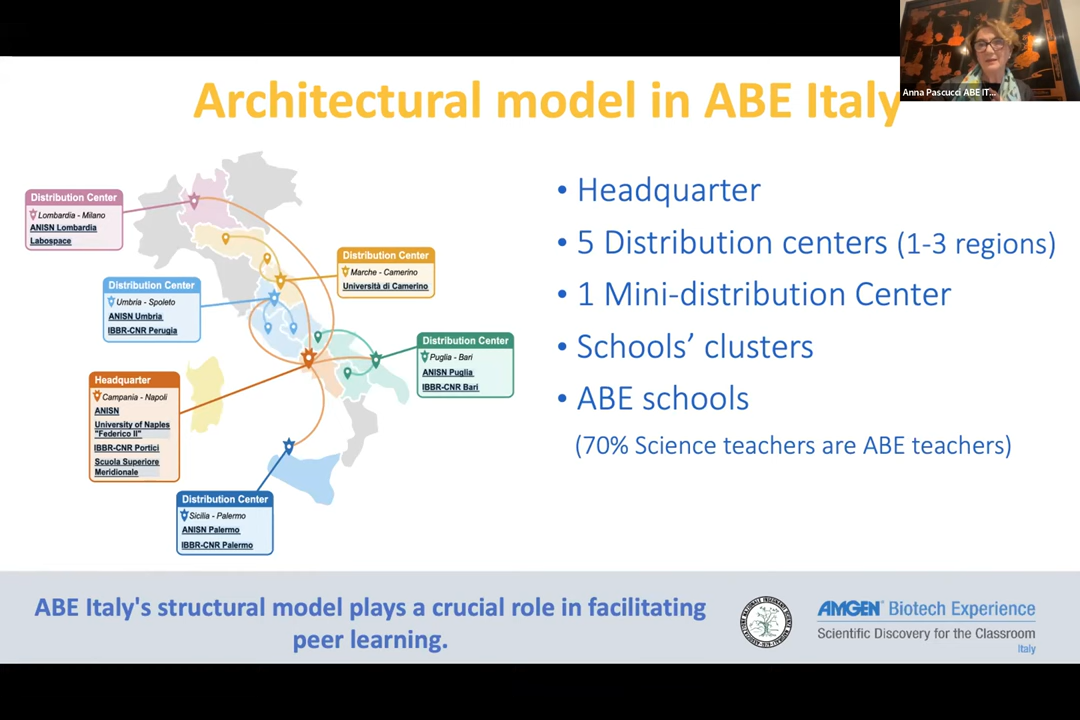 Architectural model in ABE Italy
Anna Pascucci ABE IT...
Distribution Center
Lombardia - Milano
ANISN Lombardia
Labospace
Distribution Center
Marche - Camerino
Università di Camerino
Distribution Center
Umbria - Spoleto
ANISN Umbria
IBBR-CNR Perugia
Distribution Center
Puglia - Bari
ANISN Puglia
IBBR-CNR Bari
Headquarter
Campania - Napoli
ANISN
University of Naples
"Federico II"
IBBR-CNR Portici
Scuola Superiore
Meridionale
Distribution Center
Sicilia - Palermo
ANISN Palermo
IBBR-CNR Palermo
• Headquarter
• 5 Distribution centers (1-3 regions)
• 1 Mini-distribution Center
• Schools’ clusters
• ABE schools
(70% Science teachers are ABE teachers)
ABE Italy's structural model plays a crucial role in facilitating
peer learning.
AMGEN® Biotech Experience
Scientific Discovery for the Classroom
Italy